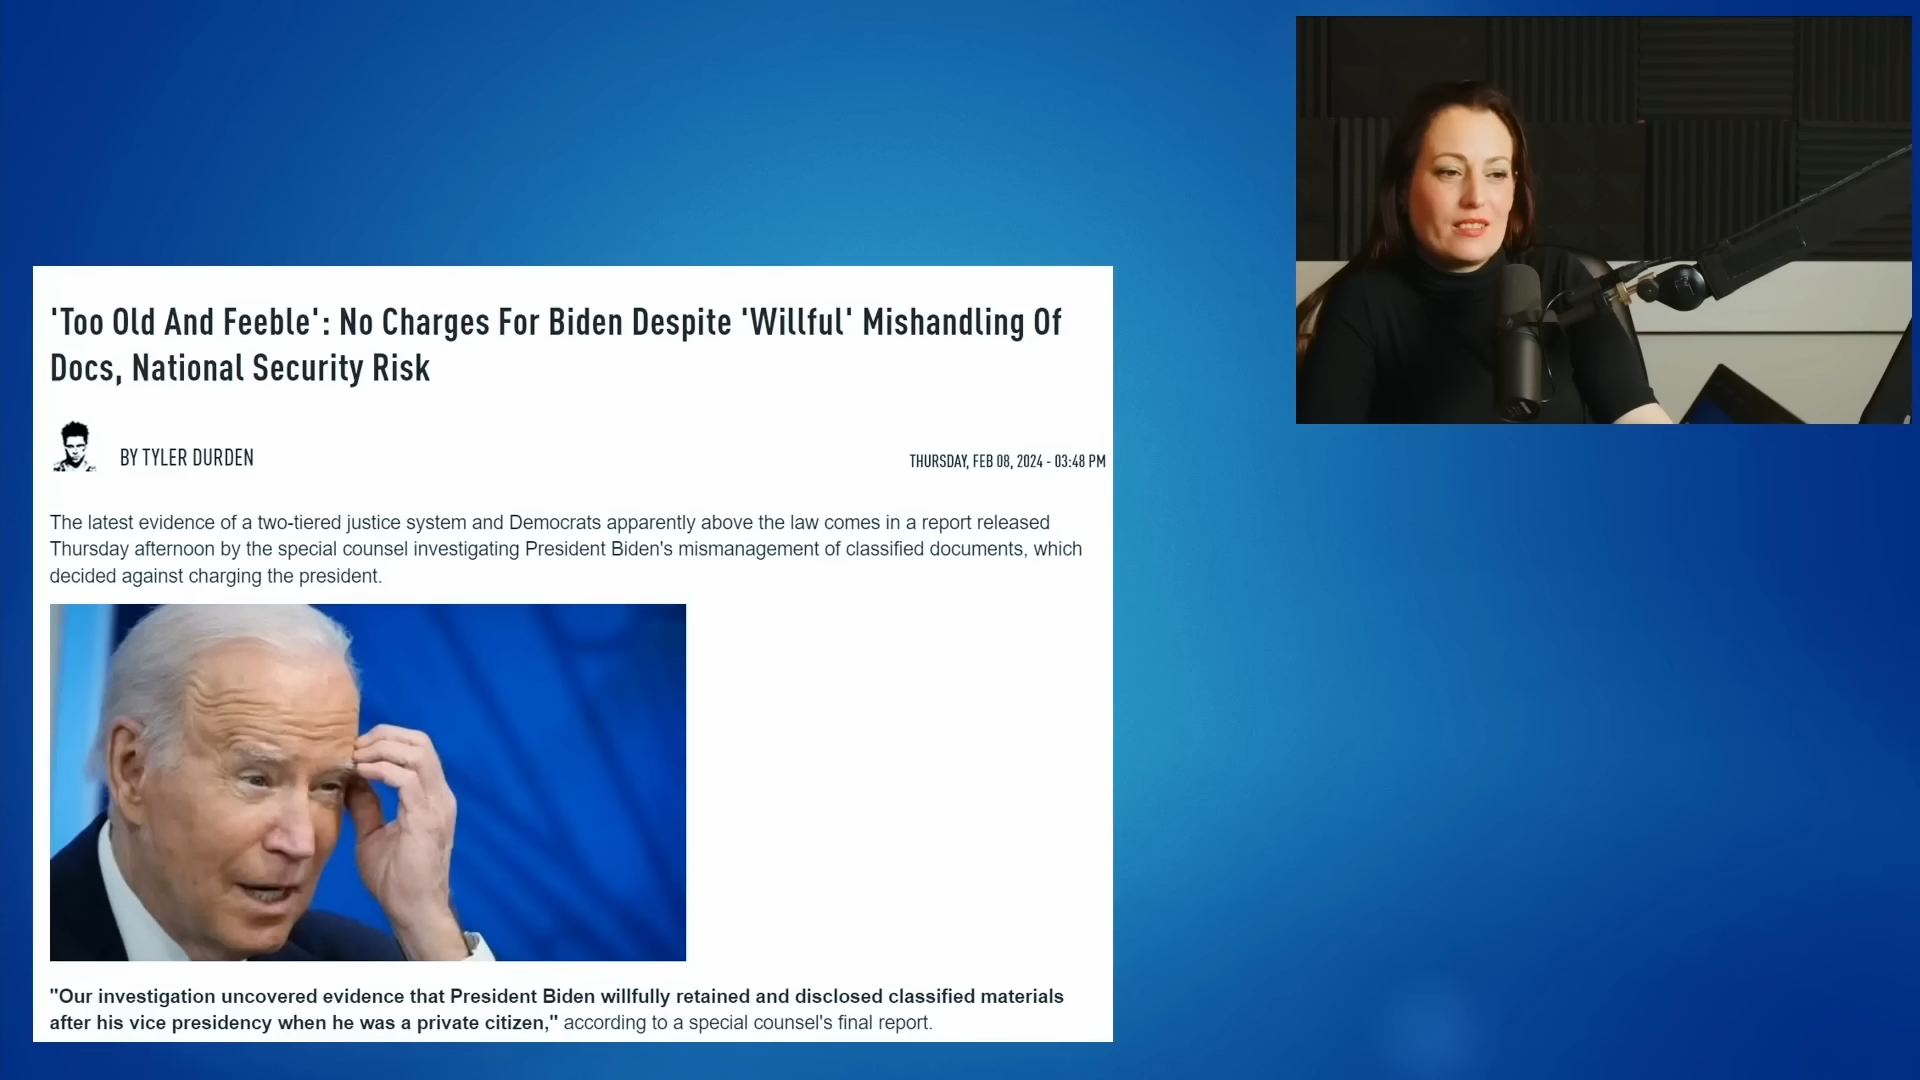 'Too Old And Feeble': No Charges For Biden Despite 'Willful' Mishandling Of
Docs, National Security Risk
BY TYLER DURDEN
THURSDAY, FEB 08, 2024 - 03:48 PM
The latest evidence of a two-tiered justice system and Democrats apparently above the law comes in a report released
Thursday afternoon by the special counsel investigating President Biden's mismanagement of classified documents, which
decided against charging the president.
"Our investigation uncovered evidence that President Biden willfully retained and disclosed classified materials
after his vice presidency when he was a private citizen," according to a special counsel's final report.